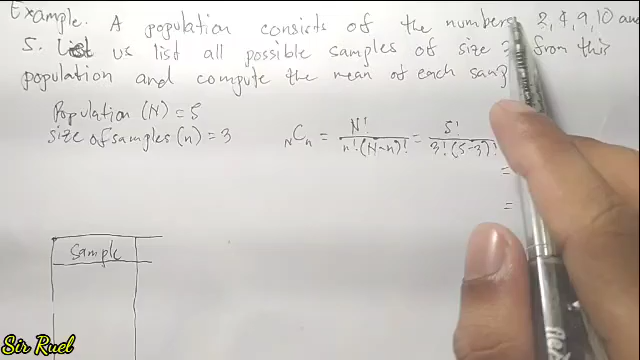 Example. A population consists of the numbers 2, 4, 9, 10 and
5. Let us list all possible samples of size 3 from this
population and compute the mean of each
Population (N) = 5
size of samples (n) = 3
NCn = N! / n!(N-n)! = 5! / 3!(5-3)!
=
=
Sample
Sir Ruel